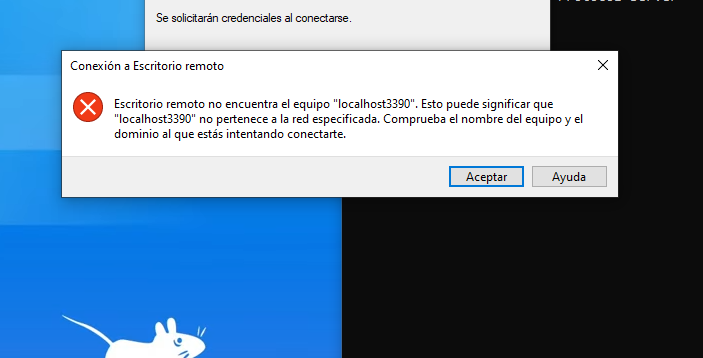 Se solicitarán credenciales al conectarse.
Conexión a Escritorio remoto
Escritorio remoto no encuentra el equipo "localhost3390". Esto puede significar que
"localhost3390" no pertenece a la red especificada. Comprueba el nombre del equipo y el
dominio al que estás intentando conectarte.
Aceptar
Ayuda